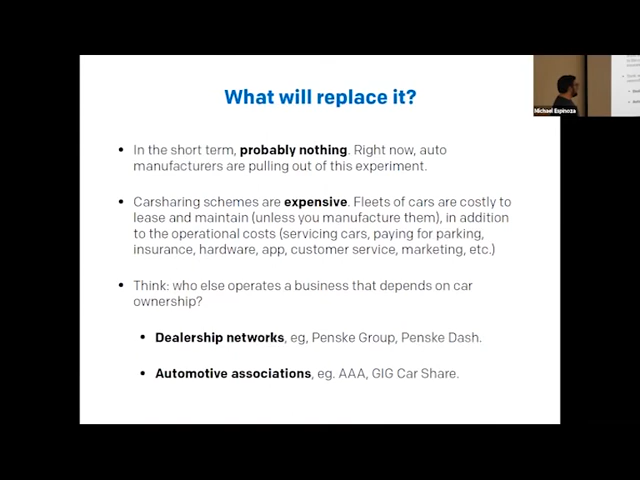 What will replace it?
• In the short term, probably nothing. Right now, auto
manufacturers are pulling out of this experiment.
• Carsharing schemes are expensive. Fleets of cars are costly to
lease and maintain (unless you manufacture them), in addition
to the operational costs (servicing cars, paying for parking,
insurance, hardware, app, customer service, marketing, etc.)
• Think: who else operates a business that depends on car
ownership?
• Dealership networks, eg, Penske Group, Penske Dash.
• Automotive associations, eg. AAA, GIG Car Share.
Michael Espinoza